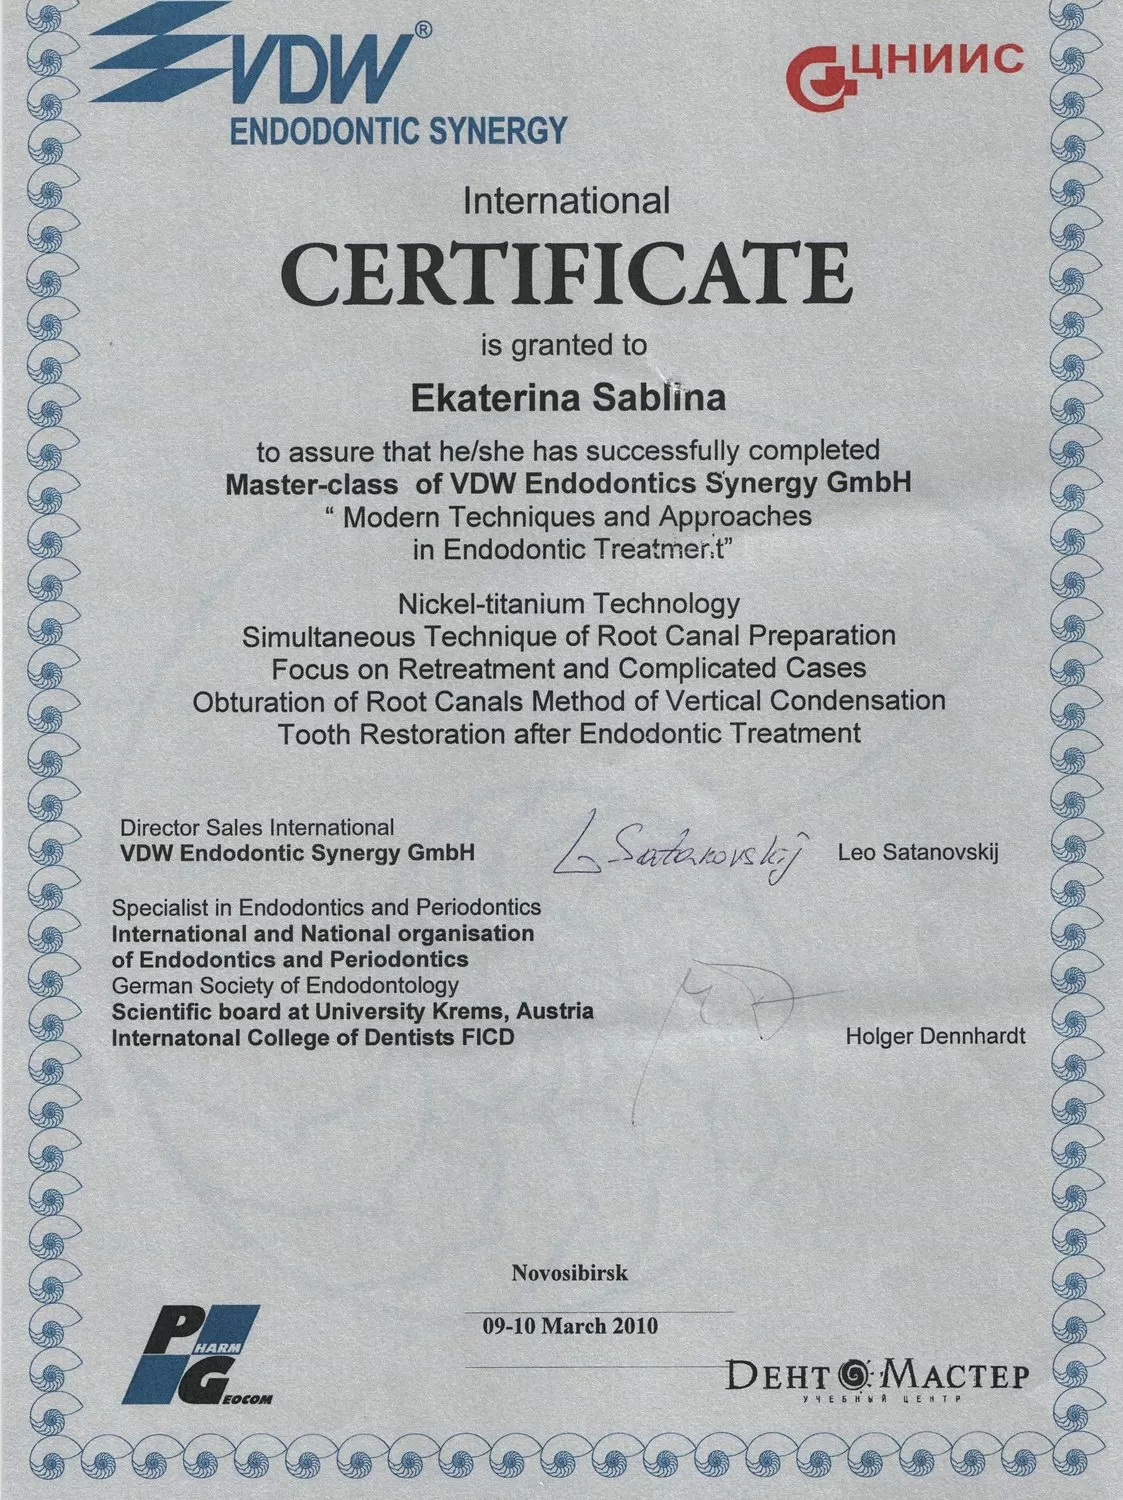 VDW®
ENDODONTIC SYNERGY
ЦНИИС
International
CERTIFICATE
is granted to
Ekaterina Sablina
to assure that he/she has successfully completed
Master-class of VDW Endodontics Synergy GmbH
“ Modern Techniques and Approaches
in Endodontic Treatment”
Nickel-titanium Technology
Simultaneous Technique of Root Canal Preparation
Focus on Retreatment and Complicated Cases
Obturation of Root Canals Method of Vertical Condensation
Tooth Restoration after Endodontic Treatment
Director Sales International
VDW Endodontic Synergy GmbH
L Satanovskij
Leo Satanovskij
Specialist in Endodontics and Periodontics
International and National organisation
of Endodontics and Periodontics
German Society of Endodontology
Scientific board at University Krems, Austria
Internatonal College of Dentists FICD
Holger Dennhardt
Novosibirsk
09-10 March 2010
PHARM
GEOCOM
ДЕНТ МАСТЕР
УЧЕБНЫЙ ЦЕНТР